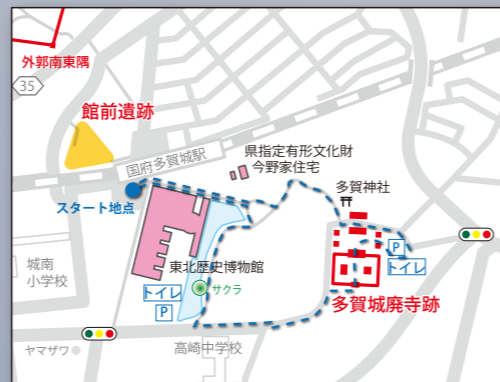 外郭南東隅
35
館前遺跡
国府多賀城駅
県指定有形文化財
今野家住宅
スタート地点
多賀神社
P
トイレ
城南
小学校
東北歴史博物館
トイレ
サクラ
P
多賀城廃寺跡
ヤマザワ
高崎中学校